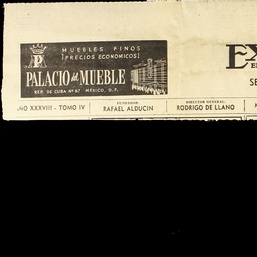 MUEBLES FINOS
¡PRECIOS ECONOMICOS!
PALACIO del MUEBLE
REP. DE CUBA Nº 67 MEXICO, D. F.
EX
E
SE
AÑO XXXVIII - TOMO IV
FUNDADOR:
RAFAEL ALDUCIN
DIRECTOR GENERAL:
RODRIGO DE LLANO